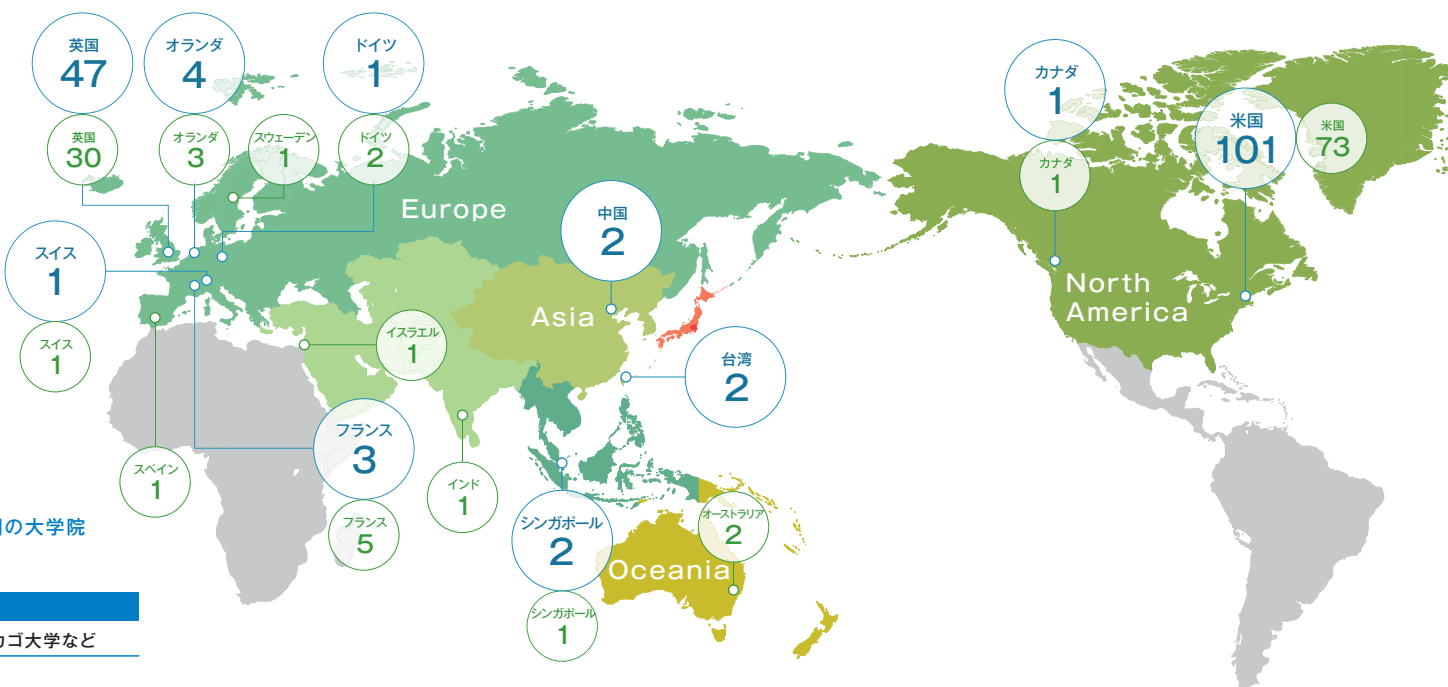 英国
47
オランダ
4
ドイツ
1
英国
30
オランダ
3
スウェーデン
1
ドイツ
2
カナダ
1
米国
101
米国
73
カナダ
1
Europe
中国
2
スイス
1
スイス
1
Asia
イスラエル
1
台湾
2
North
America
フランス
3
スペイン
1
インド
1
フランス
5
シンガポール
2
オーストラリア
2
Oceania
シンガポール
1
の大学院
カゴ大学など